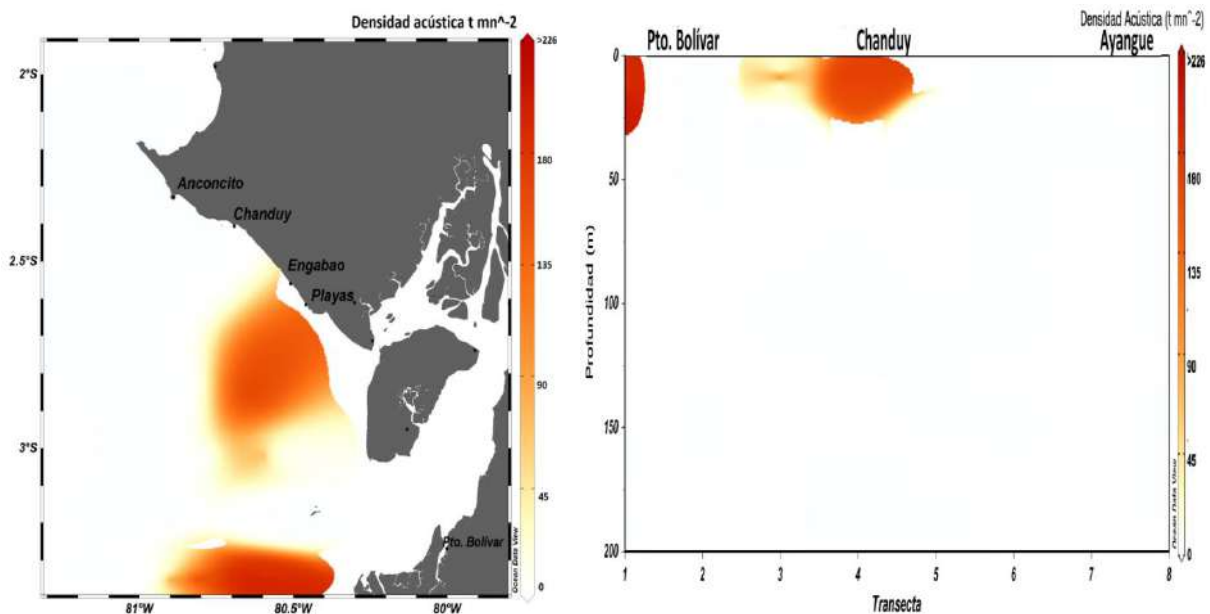 Densidad acústica t mn^-2
>226
180
135
90
45
0
Ocean Data View
2°S
2.5°S
3°S
81°W
80.5°W
80°W
Anconcito
Chanduy
Engabao
Playas
Pto. Bolívar
Densidad Acústica (t mn^-2)
Pto. Bolívar
Chanduy
Ayangue
>226
180
135
90
45
0
Ocean Data View
Profundidad (m)
0
50
100
150
200
1
2
3
4
5
6
7
8
Transecta